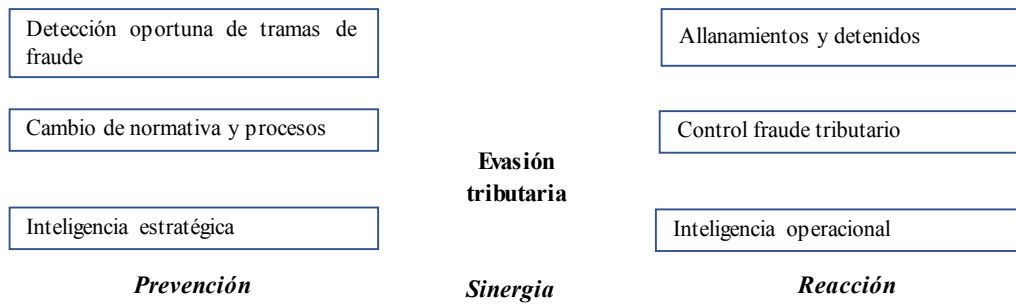 Detección oportuna de tramas de
fraude
Cambio de normativa y procesos
Inteligencia estratégica
Prevención
Evasión
tributaria
Sinergia
Allanamientos y detenidos
Control fraude tributario
Inteligencia operacional
Reacción